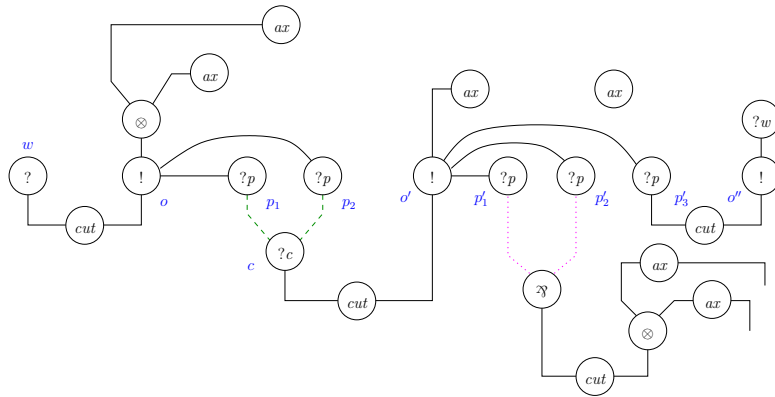 ax
ax
ax
ax
⊗
?w
w
?
!
?p
?p
!
?p
?p
?p
!
o
p₁
p₂
o′
p′₁
p′₂
p′₃
o″
cut
cut
c
?c
ax
⅋
ax
cut
⊗
cut